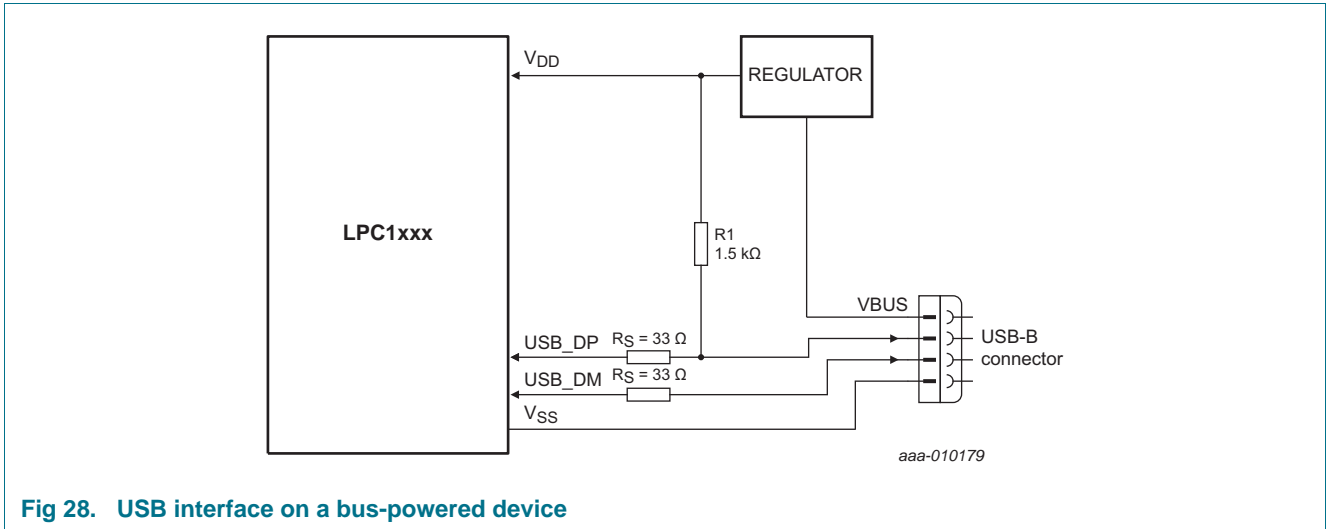 VDD
REGULATOR
LPC1xxx
R1
1.5 kΩ
VBUS
USB_DP RS = 33 Ω
USB-B
connector
USB_DM RS = 33 Ω
VSS
aaa-010179
Fig 28. USB interface on a bus-powered device